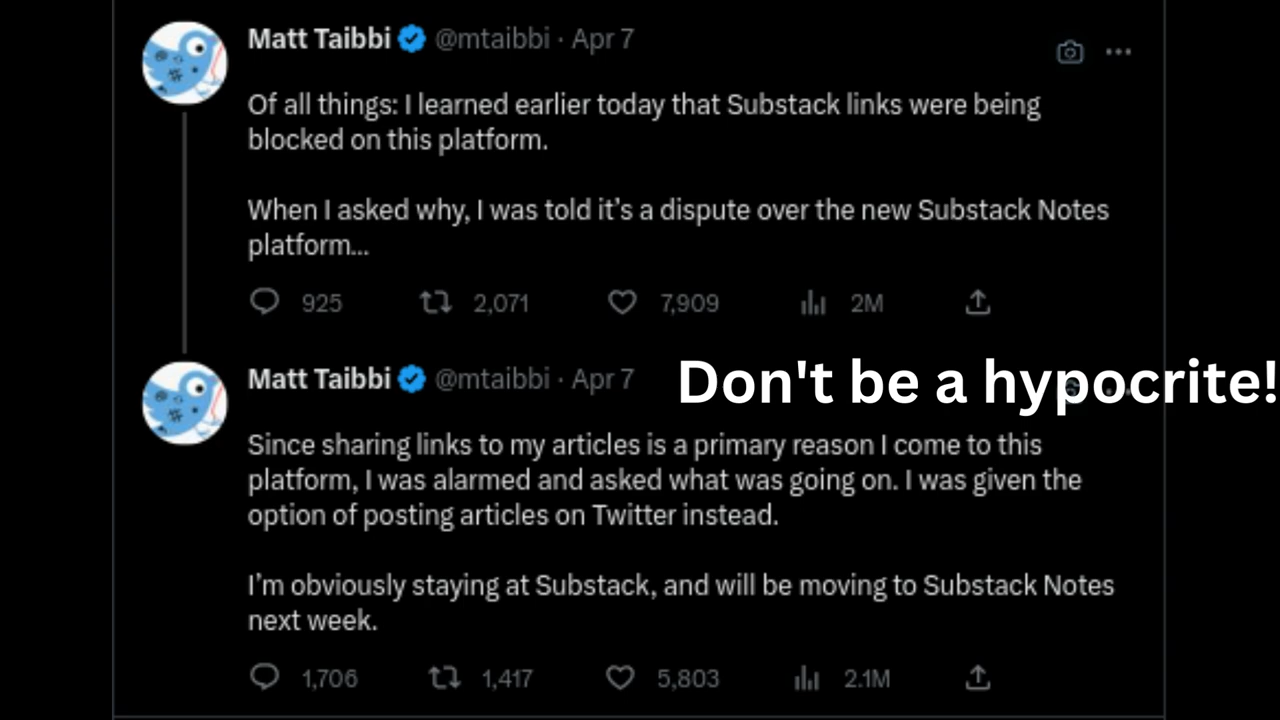 Matt Taibbi @mtaibbi · Apr 7
Of all things: I learned earlier today that Substack links were being
blocked on this platform.
When I asked why, I was told it’s a dispute over the new Substack Notes
platform...
925 2,071 7,909 2M
Matt Taibbi @mtaibbi · Apr 7
Don't be a hypocrite!
Since sharing links to my articles is a primary reason I come to this
platform, I was alarmed and asked what was going on. I was given the
option of posting articles on Twitter instead.
I’m obviously staying at Substack, and will be moving to Substack Notes
next week.
1,706 1,417 5,803 2.1M